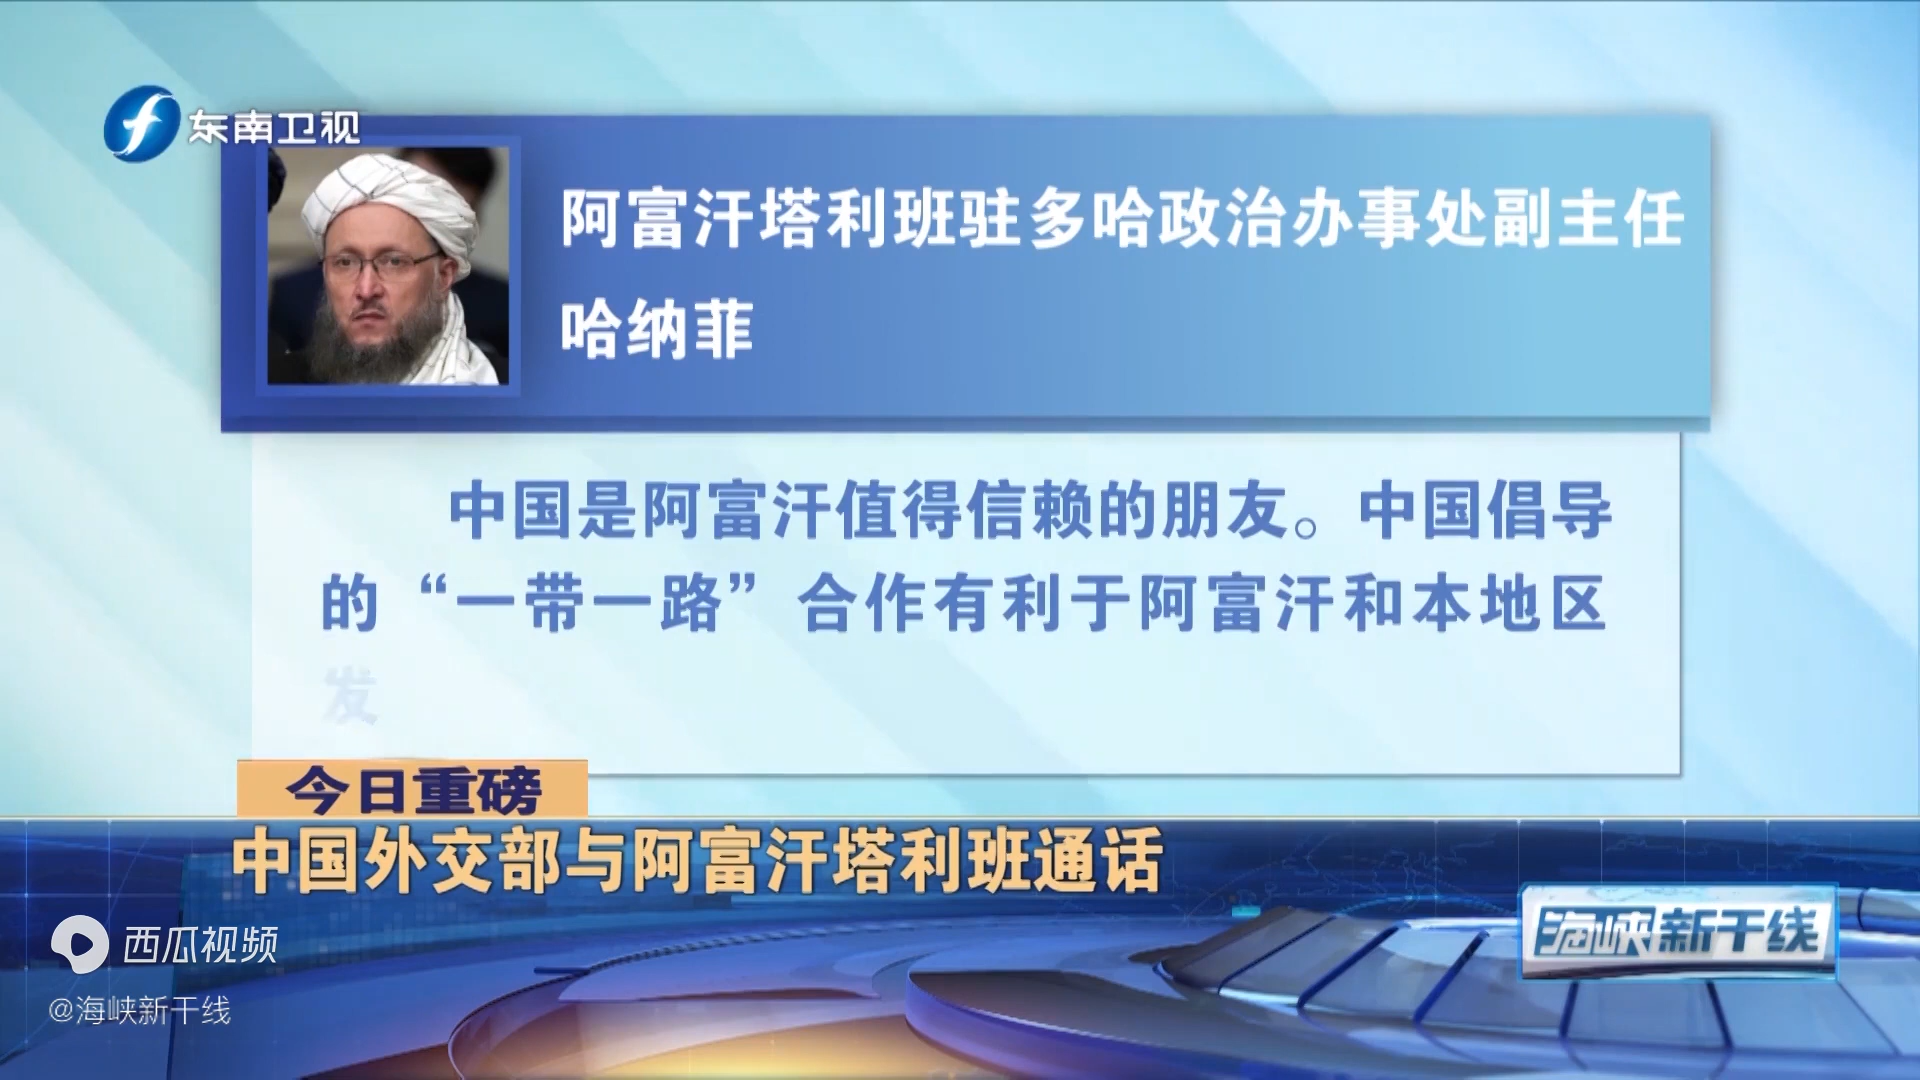 东南卫视
阿富汗塔利班驻多哈政治办事处副主任
哈纳菲
中国是阿富汗值得信赖的朋友。中国倡导
的“一带一路”合作有利于阿富汗和本地区
发
今日重磅
中国外交部与阿富汗塔利班通话
海峡新干线
西瓜视频
@海峡新干线